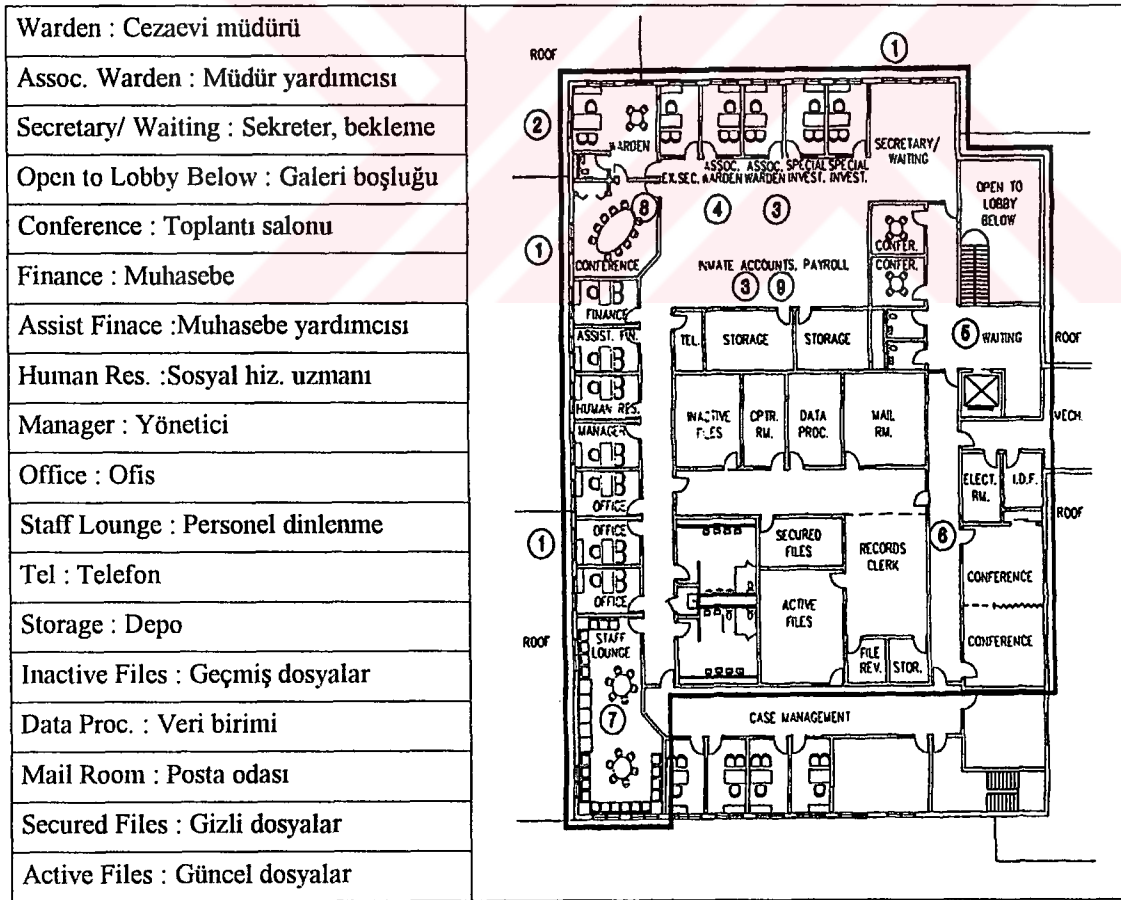 Warden : Cezaevi müdürü
Assoc. Warden : Müdür yardımcısı
Secretary/ Waiting : Sekreter, bekleme
Open to Lobby Below : Galeri boşluğu
Conference : Toplantı salonu
Finance : Muhasebe
Assist Finace :Muhasebe yardımcısı
Human Res. :Sosyal hiz. uzmanı
Manager : Yönetici
Office : Ofis
Staff Lounge : Personel dinlenme
Tel : Telefon
Storage : Depo
Inactive Files : Geçmiş dosyalar
Data Proc. : Veri birimi
Mail Room : Posta odası
Secured Files : Gizli dosyalar
Active Files : Güncel dosyalar
ROOF
1
2
WARDEN
SECRETARY/
WAITING
ASSOC. ASSOC. SPECIAL SPECIAL
EX.SEC. WARDEN WARDEN INVEST. INVEST.
OPEN TO
LOBBY
BELOW
8
4
3
1
CONFERENCE
CONFER.
CONFER.
INMATE ACCOUNTS, PAYROLL
3
9
FINANCE
ASSIST. FIN.
TEL.
STORAGE
STORAGE
5
WAITING
ROOF
HUMAN RES.
MANAGER
INACTIVE
FILES
CPTR.
RM.
DATA
PROC.
MAIL
RM.
MECH.
OFFICE
ELECT.
RM.
I.D.F.
ROOF
1
OFFICE
SECURED
FILES
RECORDS
CLERK
6
CONFERENCE
OFFICE
ACTIVE
FILES
ROOF
STAFF
LOUNGE
CONFERENCE
FILE
REV.
STOR.
7
CASE MANAGEMENT